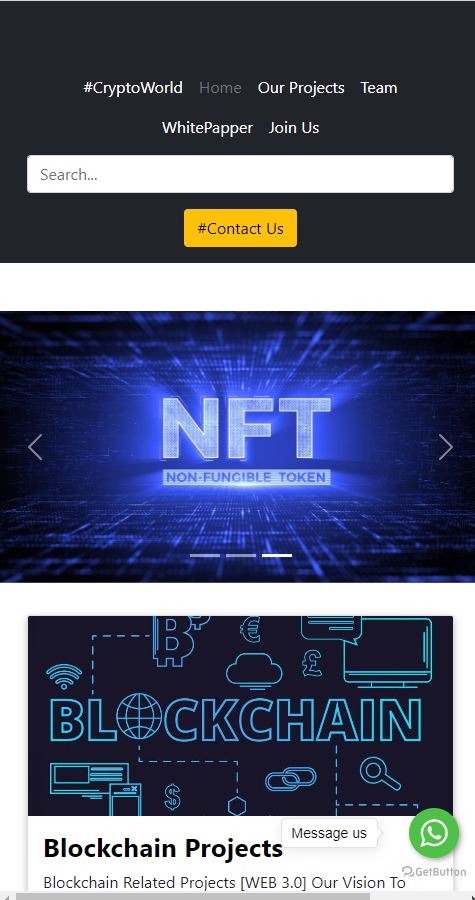 #CryptoWorld Home Our Projects Team
WhitePapper Join Us
Search...
#Contact Us
NFT
NON-FUNGIBLE TOKEN
BLOCKCHAIN
Message us
Blockchain Projects
GetButton
Blockchain Related Projects [WEB 3.0] Our Vision To